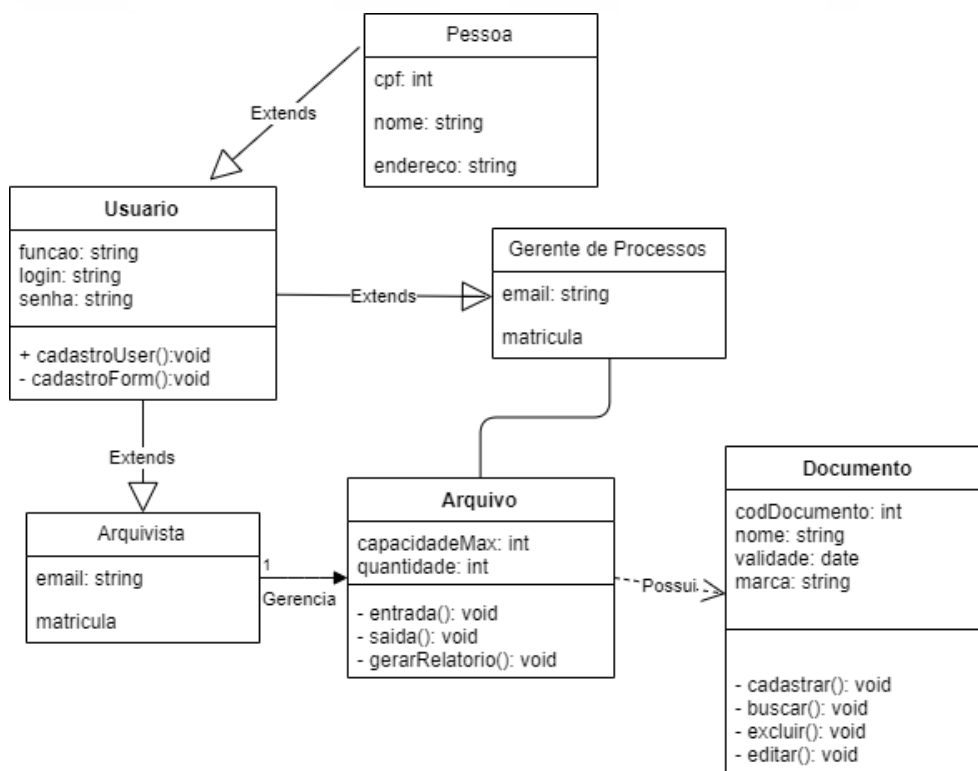 Pessoa
cpf: int
nome: string
endereco: string
Extends
Usuario
funcao: string
login: string
senha: string
+ cadastroUser():void
- cadastroForm():void
Extends
Gerente de Processos
email: string
matricula
Extends
Arquivista
email: string
matricula
1
Gerencia
Arquivo
capacidadeMax: int
quantidade: int
- entrada(): void
- saida(): void
- gerarRelatorio(): void
Possui
Documento
codDocumento: int
nome: string
validade: date
marca: string
- cadastrar(): void
- buscar(): void
- excluir(): void
- editar(): void